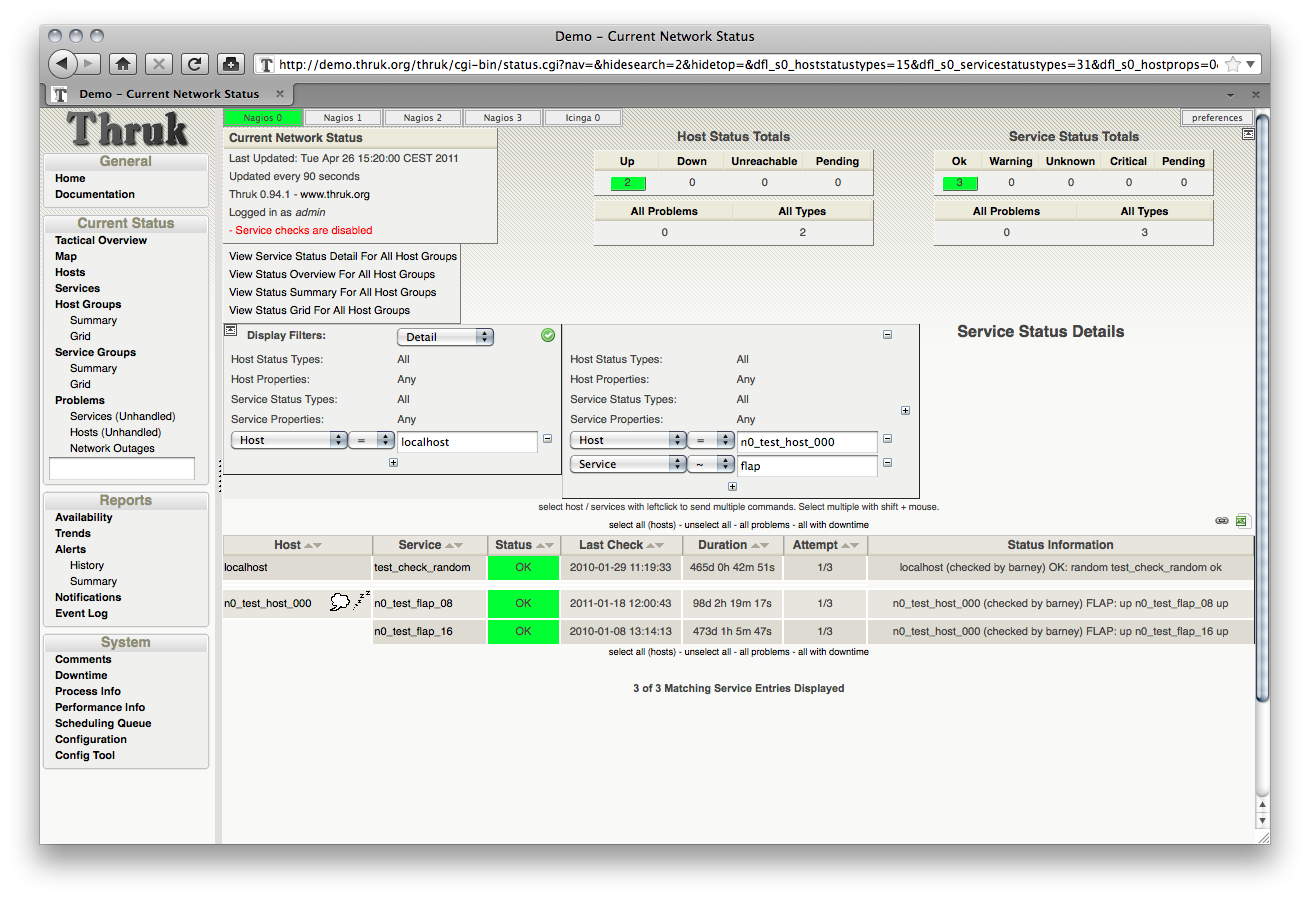 Demo – Current Network Status
http://demo.thruk.org/thruk/cgi-bin/status.cgi?nav=&hidesearch=2&hidetop=&dfl_s0_hoststatustypes=15&dfl_s0_servicestatustypes=31&dfl_s0_hostprops=0
Demo – Current Network Status
Thruk
General
Home
Documentation
Current Status
Tactical Overview
Map
Hosts
Services
Host Groups
Summary
Grid
Service Groups
Summary
Grid
Problems
Services (Unhandled)
Hosts (Unhandled)
Network Outages
Reports
Availability
Trends
Alerts
History
Summary
Notifications
Event Log
System
Comments
Downtime
Process Info
Performance Info
Scheduling Queue
Configuration
Config Tool
Nagios 0 Nagios 1 Nagios 2 Nagios 3 Icinga 0 preferences
Current Network Status
Last Updated: Tue Apr 26 15:20:00 CEST 2011
Updated every 90 seconds
Thruk 0.94.1 - www.thruk.org
Logged in as admin
- Service checks are disabled
View Service Status Detail For All Host Groups
View Status Overview For All Host Groups
View Status Summary For All Host Groups
View Status Grid For All Host Groups
Host Status Totals
Up Down Unreachable Pending
2 0 0 0
All Problems All Types
0 2
Service Status Totals
Ok Warning Unknown Critical Pending
3 0 0 0 0
All Problems All Types
0 3
Display Filters: Detail
Host Status Types: All
Host Properties: Any
Service Status Types: All
Service Properties: Any
Host = localhost
Host Status Types: All
Host Properties: Any
Service Status Types: All
Service Properties: Any
Host = n0_test_host_000
Service ~ flap
Service Status Details
select host / services with leftclick to send multiple commands. Select multiple with shift + mouse.
select all (hosts) - unselect all - all problems - all with downtime
Host Service Status Last Check Duration Attempt Status Information
localhost test_check_random OK 2010-01-29 11:19:33 465d 0h 42m 51s 1/3 localhost (checked by barney) OK: random test_check_random ok
n0_test_host_000 n0_test_flap_08 OK 2011-01-18 12:00:43 98d 2h 19m 17s 1/3 n0_test_host_000 (checked by barney) FLAP: up n0_test_flap_08 up
n0_test_flap_16 OK 2010-01-08 13:14:13 473d 1h 5m 47s 1/3 n0_test_host_000 (checked by barney) FLAP: up n0_test_flap_16 up
select all (hosts) - unselect all - all problems - all with downtime
3 of 3 Matching Service Entries Displayed